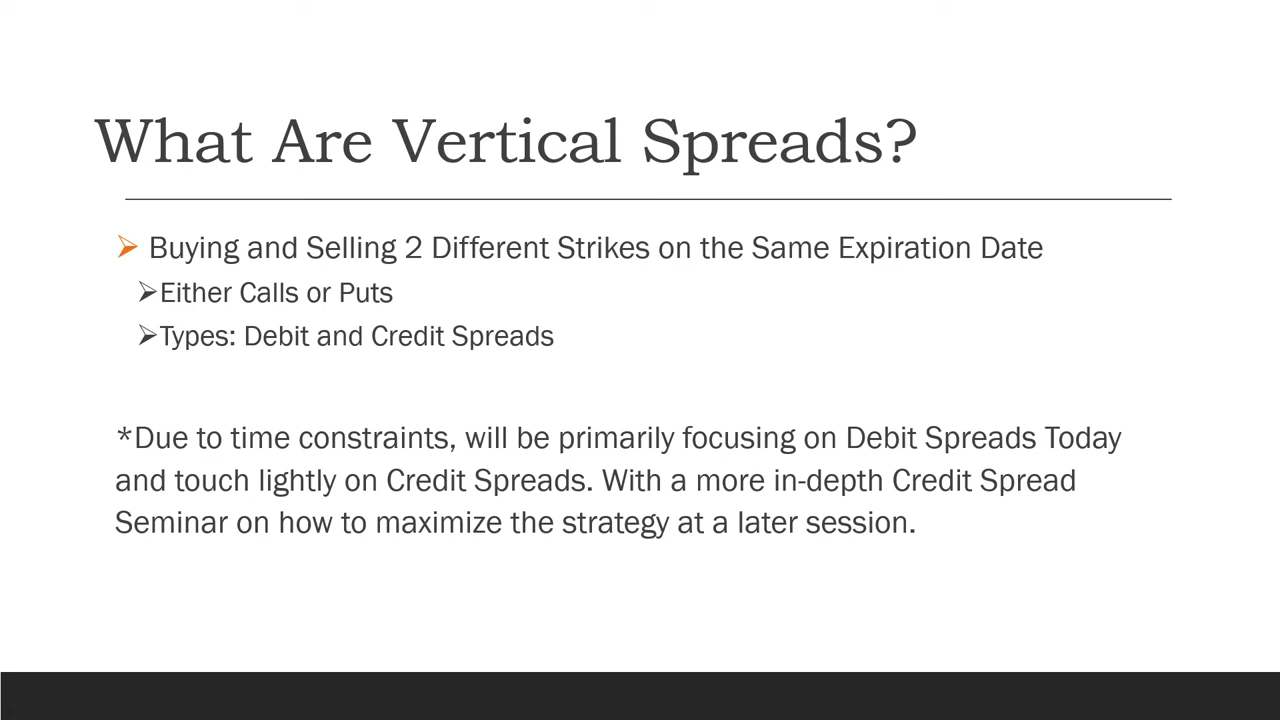 What Are Vertical Spreads?
➢ Buying and Selling 2 Different Strikes on the Same Expiration Date
➢Either Calls or Puts
➢Types: Debit and Credit Spreads
*Due to time constraints, will be primarily focusing on Debit Spreads Today
and touch lightly on Credit Spreads. With a more in-depth Credit Spread
Seminar on how to maximize the strategy at a later session.